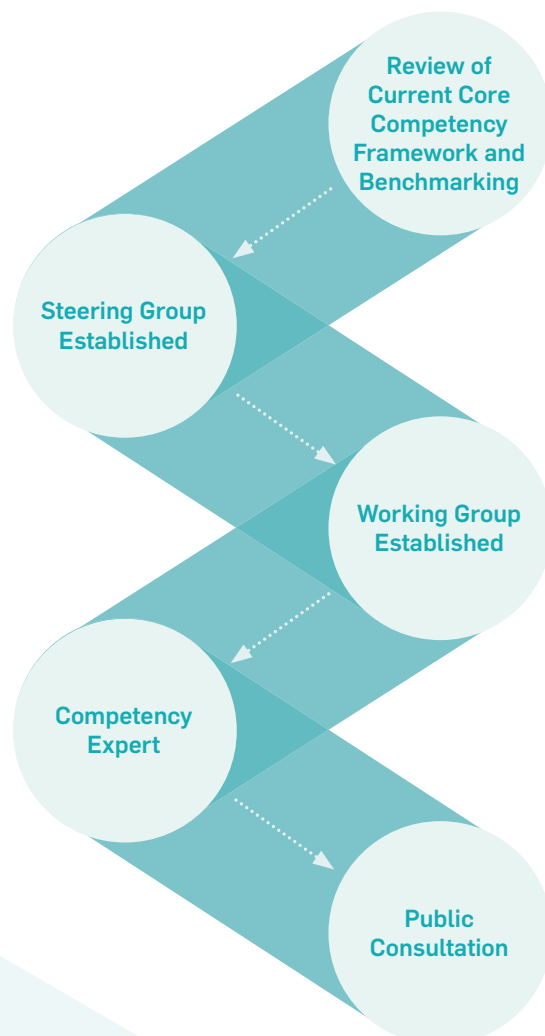 Review of
Current Core
Competency
Framework and
Benchmarking
Steering Group
Established
Working Group
Established
Competency
Expert
Public
Consultation